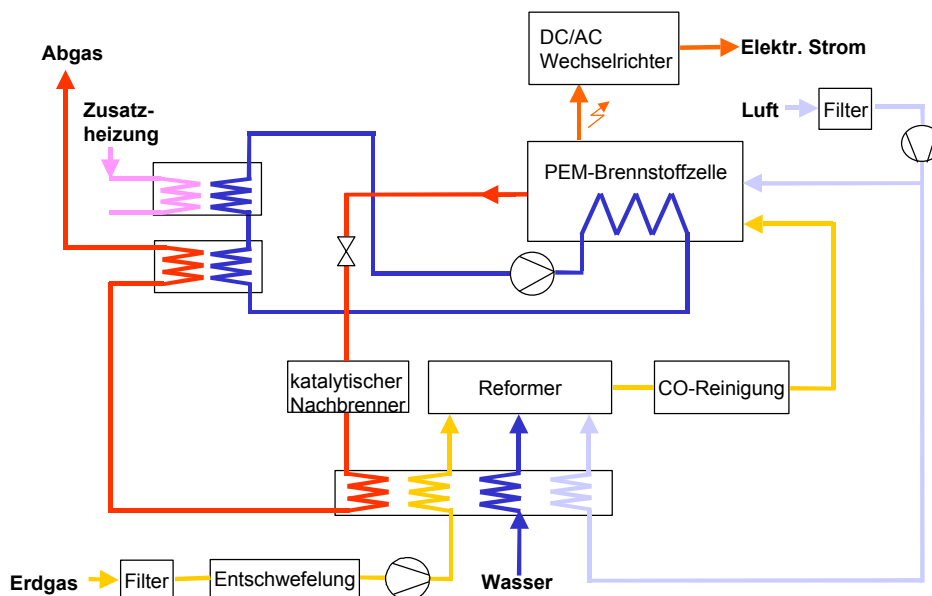 Abgas
DC/AC
Wechselrichter
Elektr. Strom
Zusatz-
heizung
Luft
Filter
PEM-Brennstoffzelle
katalytischer
Nachbrenner
Reformer
CO-Reinigung
Erdgas
Filter
Entschwefelung
Wasser